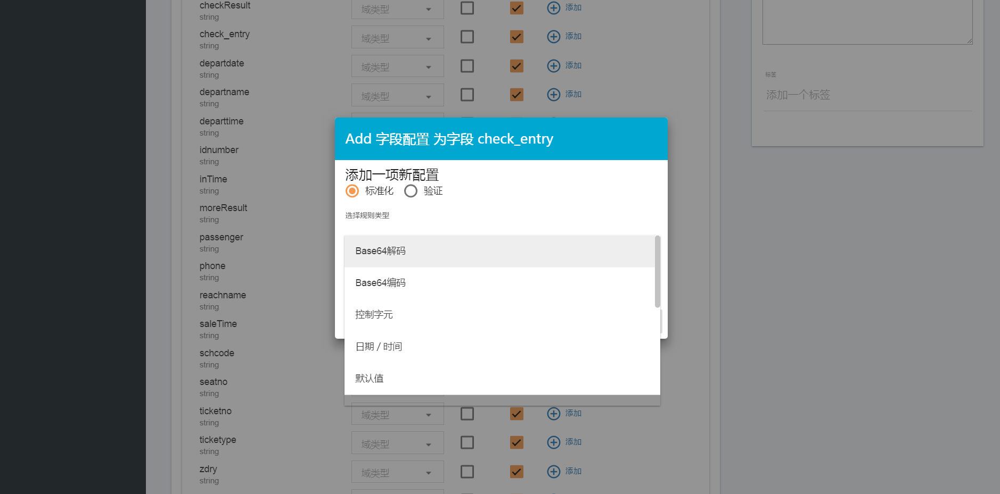 checkResult
string
域类型
添加
check_entry
string
域类型
添加
departdate
string
域类型
添加
departname
string
域类型
添加
departtime
string
idnumber
string
inTime
string
moreResult
string
passenger
string
phone
string
reachname
string
saleTime
string
schcode
string
seatno
string
ticketno
string
域类型
添加
ticketype
string
域类型
添加
zdry
string
域类型
添加
Add 字段配置 为字段 check_entry
添加一项新配置
标准化 验证
选择规则类型
Base64解码
Base64编码
控制字元
日期 / 时间
默认值
标签
添加一个标签